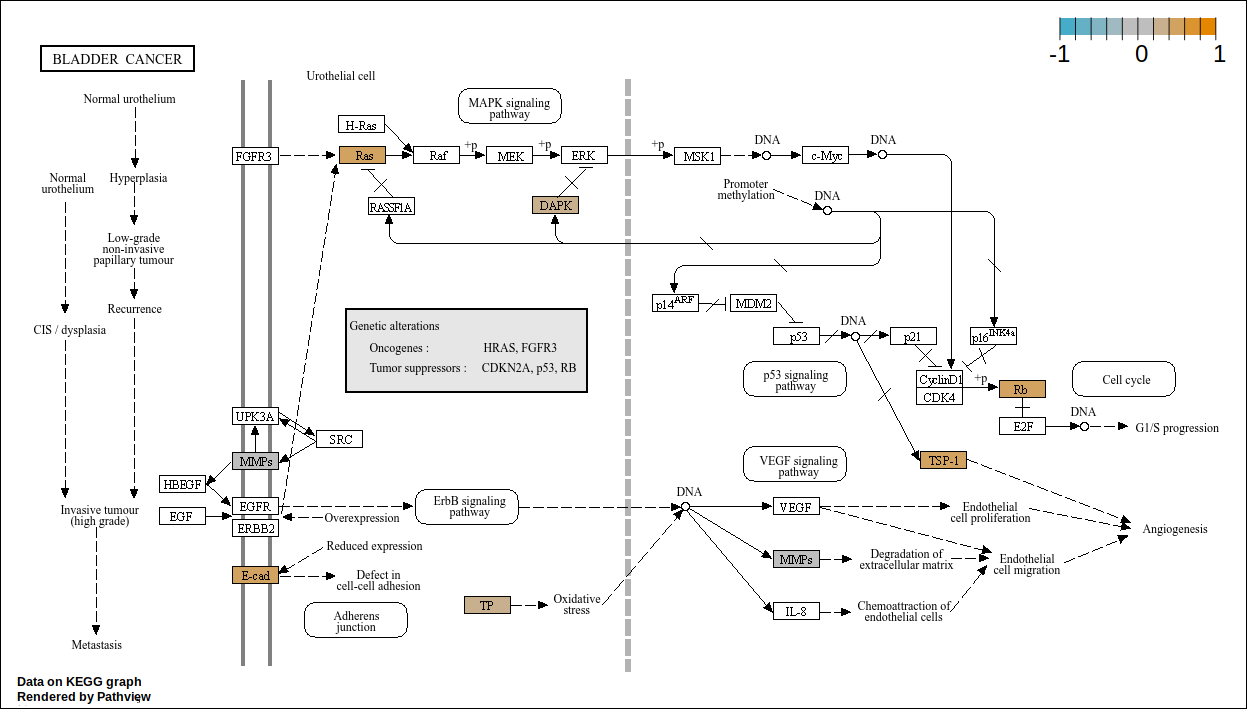 BLADDER CANCER
-1 0 1
Urothelial cell
Normal urothelium
MAPK signaling
pathway
H-Ras
FGFR3
Ras
Raf
+p
MEK
+p
ERK
+p
MSK1
DNA
c-Myc
DNA
Normal
urothelium
Hyperplasia
Promoter
methylation
DNA
RASSF1A
DAPK
Low-grade
non-invasive
papillary tumour
Recurrence
CIS / dysplasia
p14ARF
MDM2
p53
DNA
p21
p16INK4a
Genetic alterations
Oncogenes : HRAS, FGFR3
Tumor suppressors : CDKN2A, p53, RB
p53 signaling
pathway
CyclinD1
CDK4
+p
Rb
Cell cycle
E2F
DNA
G1/S progression
UPK3A
SRC
MMPs
HBEGF
EGF
EGFR
ERBB2
Overexpression
ErbB signaling
pathway
VEGF signaling
pathway
TSP-1
DNA
VEGF
Endothelial
cell proliferation
Angiogenesis
Invasive tumour
(high grade)
Reduced expression
E-cad
Defect in
cell-cell adhesion
MMPs
Degradation of
extracellular matrix
Endothelial
cell migration
Adherens
junction
TP
Oxidative
stress
IL-8
Chemoattraction of
endothelial cells
Metastasis
Data on KEGG graph
Rendered by Pathview